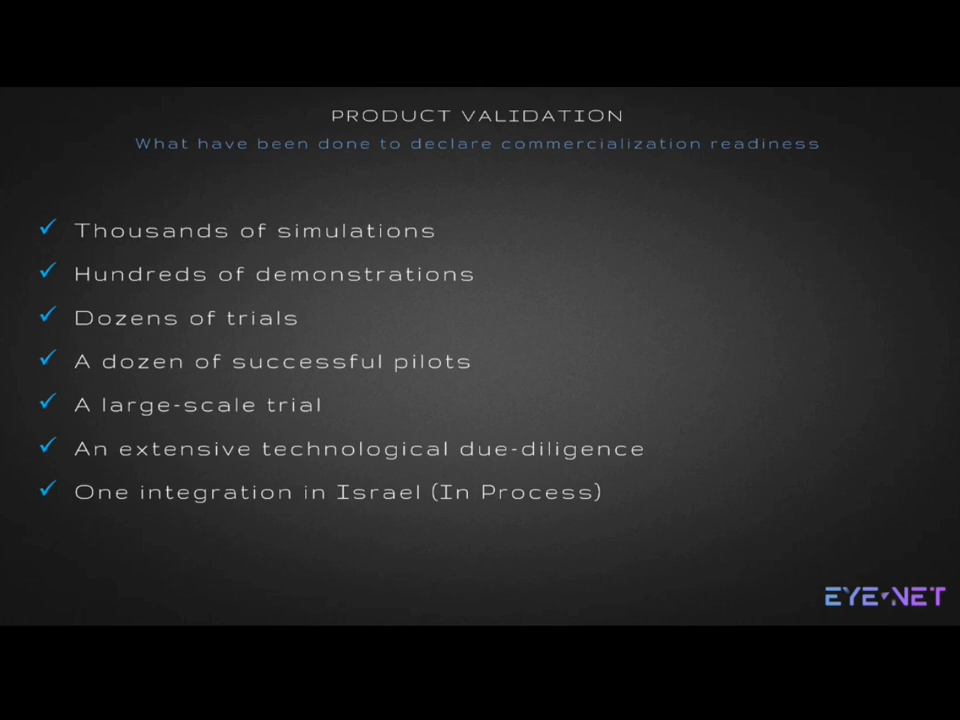 PRODUCT VALIDATION
What have been done to declare commercialization readiness
Thousands of simulations
Hundreds of demonstrations
Dozens of trials
A dozen of successful pilots
A large-scale trial
An extensive technological due-diligence
One integration in Israel (In Process)
EYE-NET